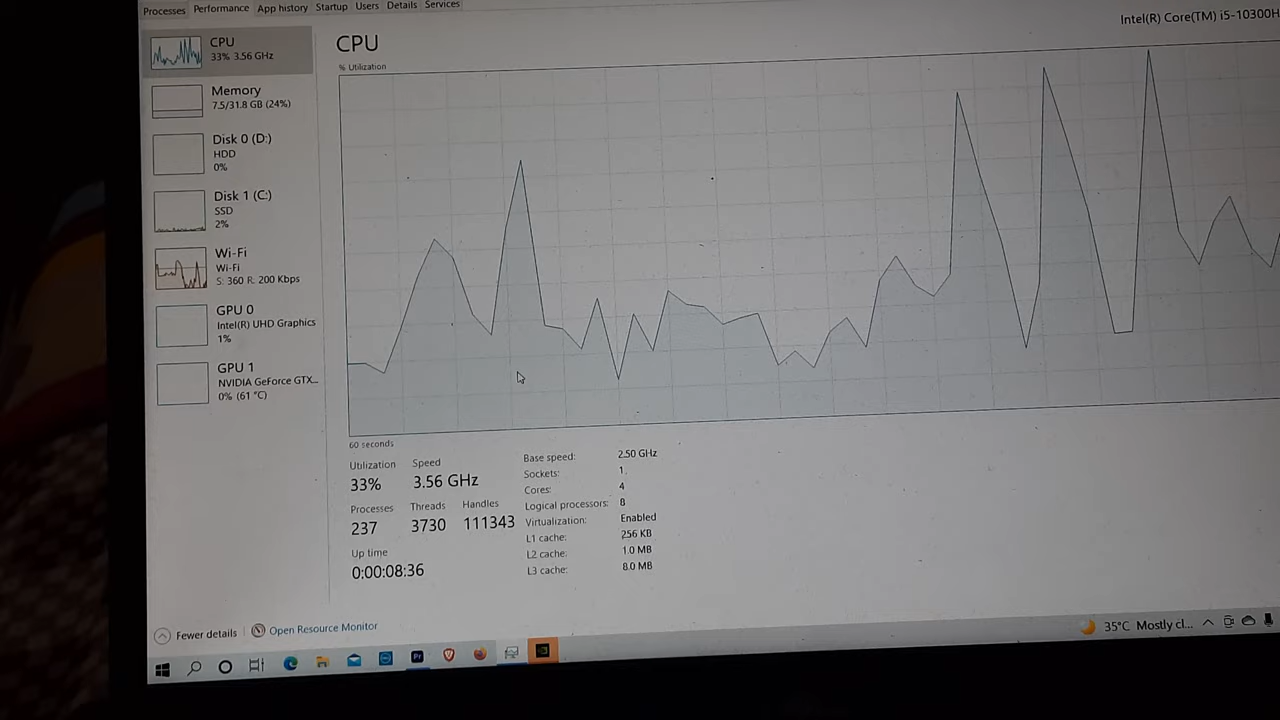 Processes Performance App history Startup Users Details Services
CPU
33% 3.56 GHz
Memory
7.5/31.8 GB (24%)
Disk 0 (D:)
HDD
0%
Disk 1 (C:)
SSD
2%
Wi-Fi
Wi-Fi
S: 360 R: 200 Kbps
GPU 0
Intel(R) UHD Graphics
1%
GPU 1
NVIDIA GeForce GTX...
0% (61 °C)
CPU
Intel(R) Core(TM) i5-10300H
% Utilization
60 seconds
Utilization Speed
33% 3.56 GHz
Processes Threads Handles
237 3730 111343
Up time
0:00:08:36
Base speed: 2.50 GHz
Sockets: 1
Cores: 4
Logical processors: 8
Virtualization: Enabled
L1 cache: 256 KB
L2 cache: 1.0 MB
L3 cache: 8.0 MB
Fewer details Open Resource Monitor
Pr
35°C Mostly cl...